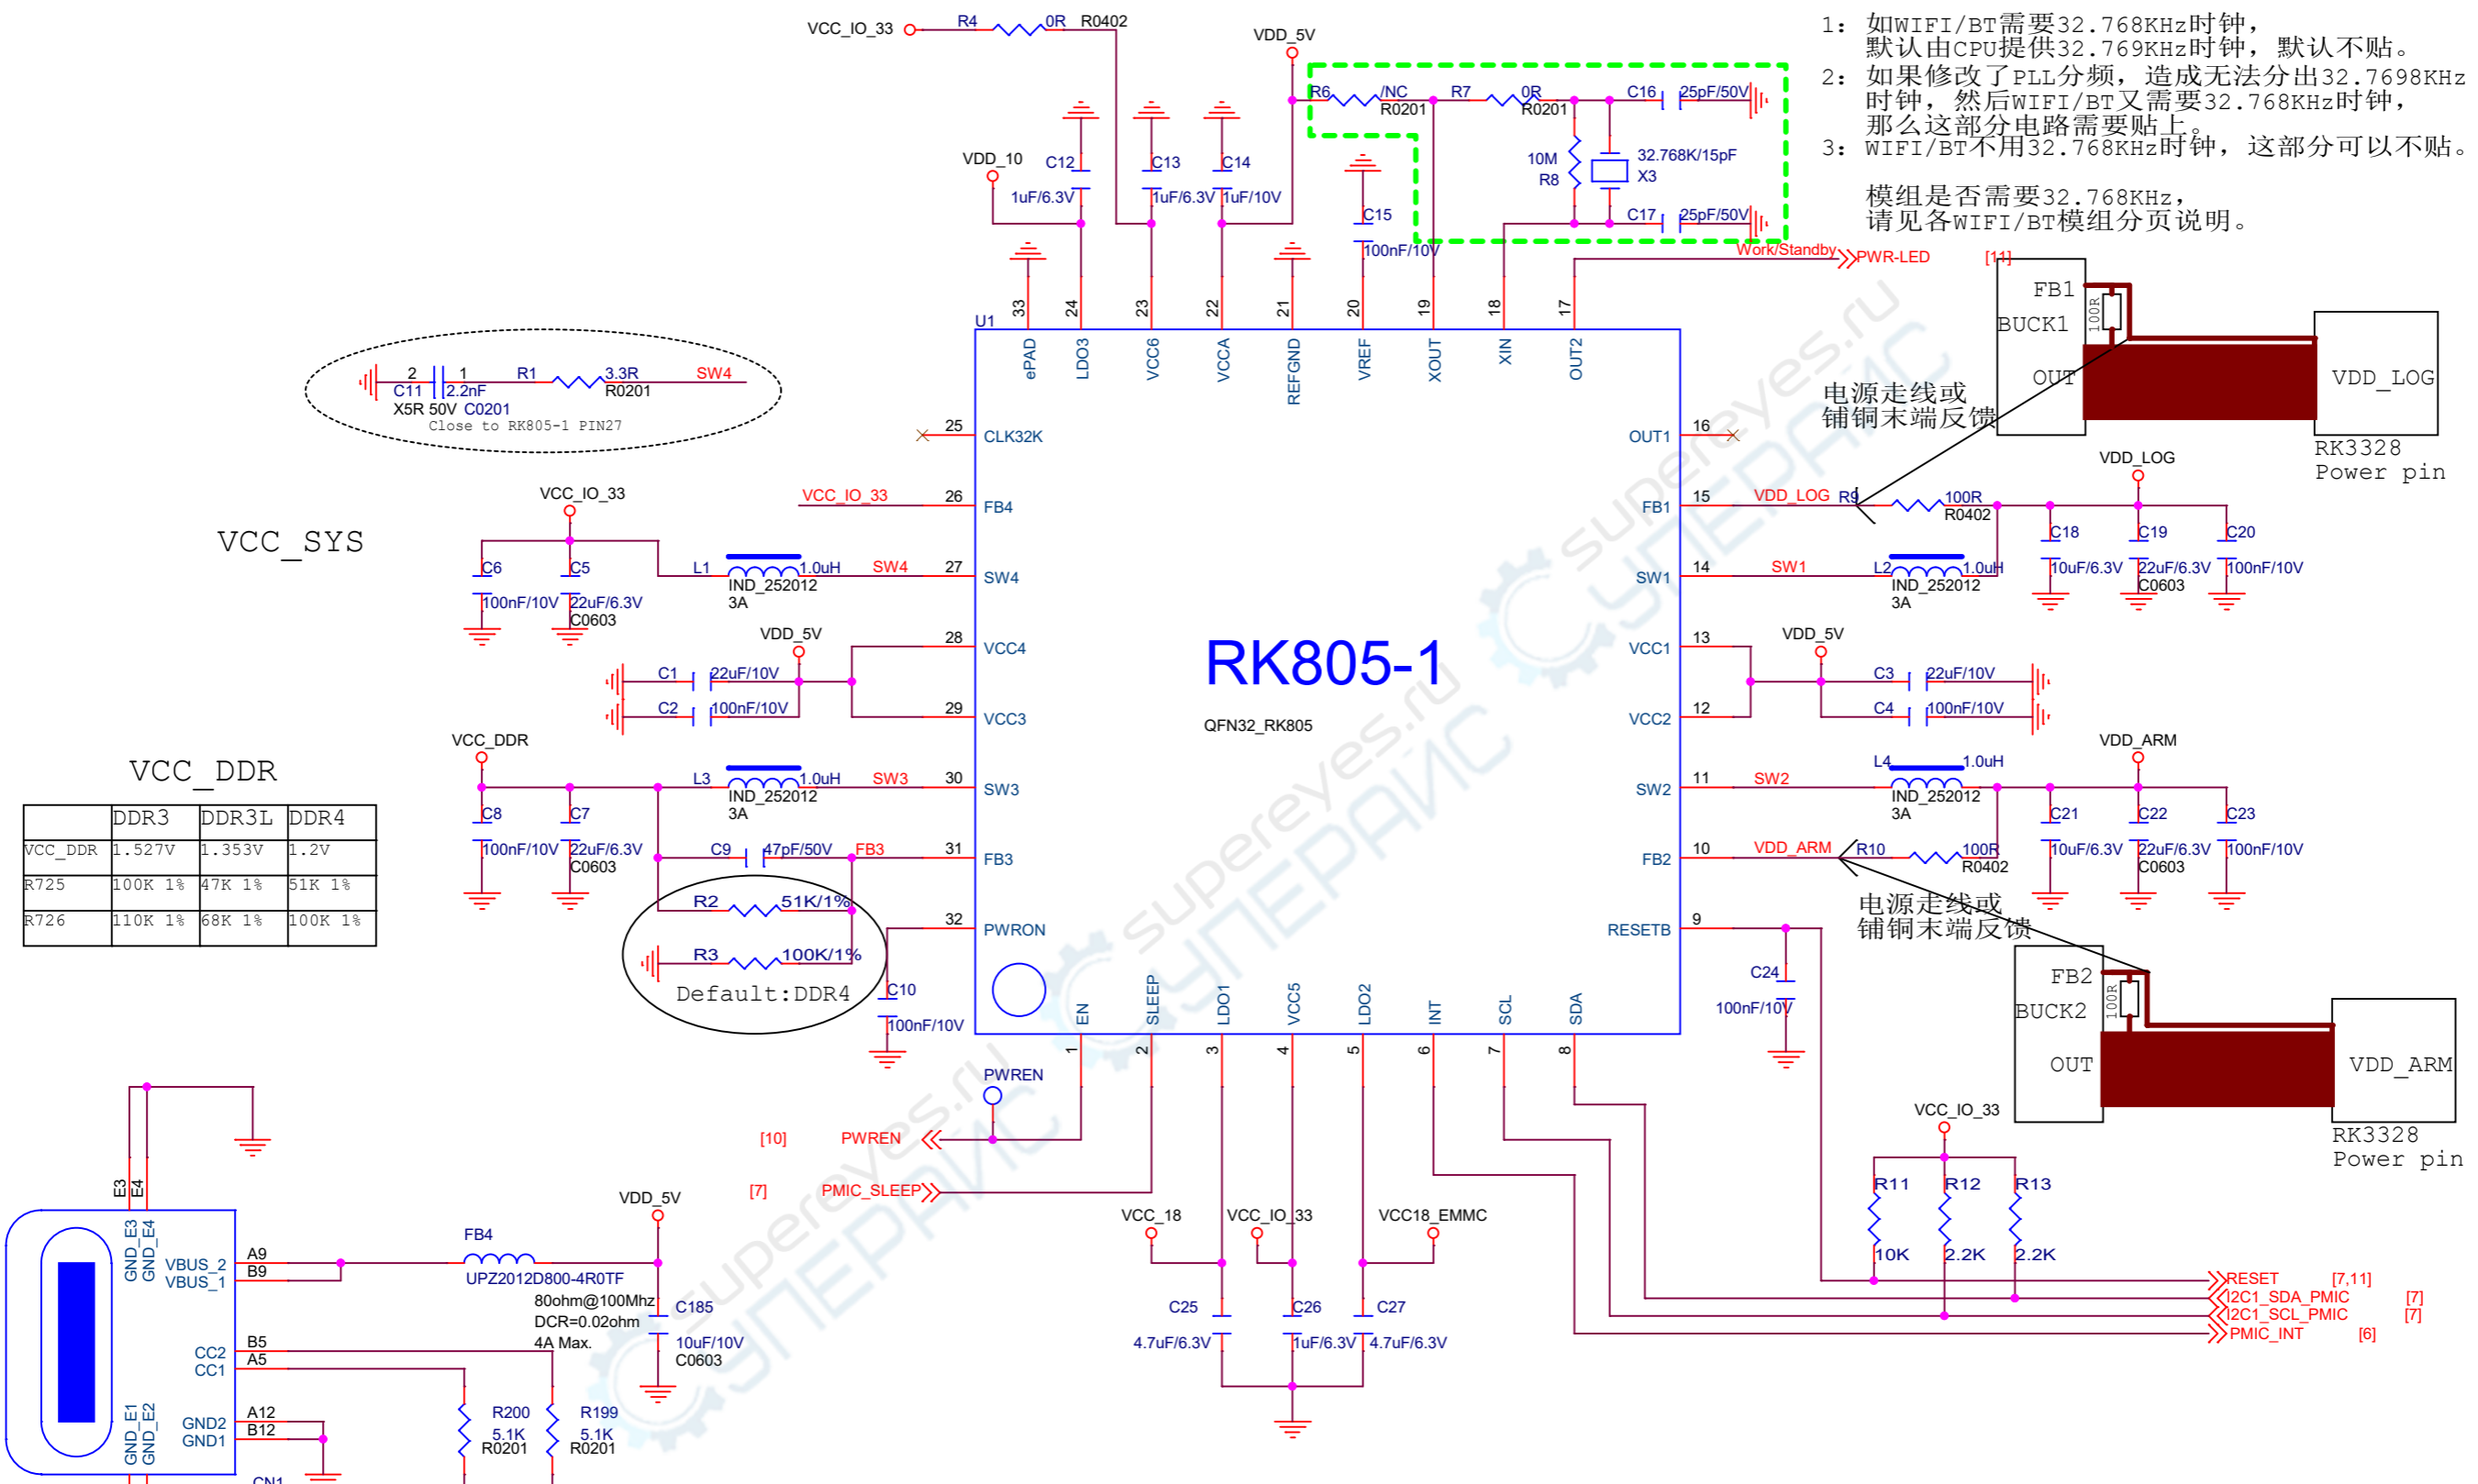 VCC_IO_33 R4 0R R0402
VDD_5V
1: 如WIFI/BT需要32.768KHz时钟，
默认由CPU提供32.769KHz时钟，默认不贴。
2: 如果修改了PLL分频，造成无法分出32.7698KHz
时钟，然后WIFI/BT又需要32.768KHz时钟，
那么这部分电路需要贴上。
3: WIFI/BT不用32.768KHz时钟，这部分可以不贴。
模组是否需要32.768KHz，
请见各WIFI/BT模组分页说明。
R6 /NC R0201
R7 0R R0201
C16 25pF/50V
10M R8
32.768K/15pF
X3
C17 25pF/50V
VDD_10
C12 1uF/6.3V
C13 1uF/6.3V
C14 1uF/10V
C15 100nF/10V
Work/Standby PWR-LED [11]
33 24 23 22 21 20 19 18 17
U1
ePAD LDO3 VCC6 VCCA REFGND VREF XOUT XIN OUT2
FB1
BUCK1
100R
OUT
VDD_LOG
RK3328
Power pin
电源走线或
铺铜末端反馈
2 1 R1 3.3R SW4
C11 2.2nF R0201
X5R 50V C0201
Close to RK805-1 PIN27
25 CLK32K
VCC_IO_33 26 FB4
SW4 27 SW4
28 VCC4
29 VCC3
SW3 30 SW3
FB3 31 FB3
32 PWRON
OUT1 16
FB1 15 VDD_LOG R9 100R R0402
SW1 14 SW1 L2 1.0uH
IND_252012
3A
VCC1 13
VCC2 12
SW2 11 SW2 L4 1.0uH
IND_252012
3A
FB2 10 VDD_ARM R10 100R R0402
RESETB 9
RK805-1
QFN32_RK805
VCC_SYS
VCC_IO_33
C6 100nF/10V
C5 22uF/6.3V C0603
L1 1.0uH
IND_252012
3A
VDD_5V
C1 22uF/10V
C2 100nF/10V
VCC_DDR
C8 100nF/10V
C7 22uF/6.3V C0603
L3 1.0uH
IND_252012
3A
C9 47pF/50V
R2 51K/1%
R3 100K/1%
Default:DDR4
C10 100nF/10V
VCC_DDR
DDR3 DDR3L DDR4
VCC_DDR 1.527V 1.353V 1.2V
R725 100K 1% 47K 1% 51K 1%
R726 110K 1% 68K 1% 100K 1%
VDD_LOG
C18 10uF/6.3V
C19 22uF/6.3V C0603
C20 100nF/10V
VDD_5V
C3 22uF/10V
C4 100nF/10V
VDD_ARM
C21 10uF/6.3V
C22 22uF/6.3V C0603
C23 100nF/10V
电源走线或
铺铜末端反馈
C24 100nF/10V
FB2
BUCK2
100R
OUT
VDD_ARM
RK3328
Power pin
EN SLEEP LDO1 VCC5 LDO2 INT SCL SDA
1 2 3 4 5 6 7 8
PWREN
[10] PWREN
[7] PMIC_SLEEP
VCC_18 VCC_IO_33 VCC18_EMMC
C25 4.7uF/6.3V
C26 1uF/6.3V
C27 4.7uF/6.3V
VCC_IO_33
R11 R12 R13
10K 2.2K 2.2K
RESET [7,11]
I2C1_SDA_PMIC [7]
I2C1_SCL_PMIC [7]
PMIC_INT [6]
E3 E4
GND_E3 GND_E4
VBUS_2 A9
VBUS_1 B9
FB4
UPZ2012D800-4R0TF
80ohm@100Mhz
DCR=0.02ohm
4A Max.
VDD_5V
C185
10uF/10V
C0603
CC2 B5
CC1 A5
GND_E1 GND_E2
GND2 A12
GND1 B12
R200 5.1K R0201
R199 5.1K R0201
CN1
supereyes.ru
СУПЕРАЙС
supereyes.ru
СУПЕРАЙС
supereyes.ru
СУПЕРАЙС